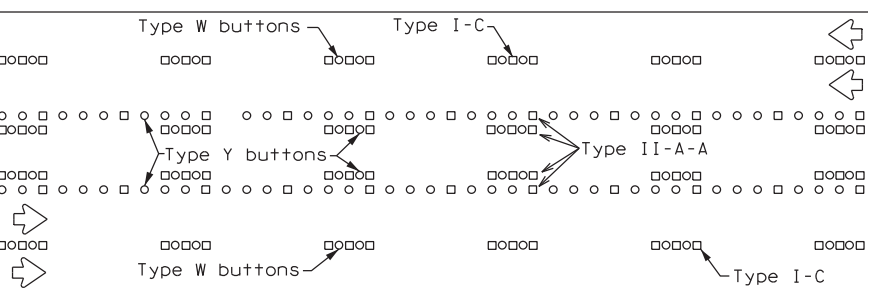 Type W buttons
Type I-C
Type Y buttons
Type II-A-A
Type W buttons
Type I-C